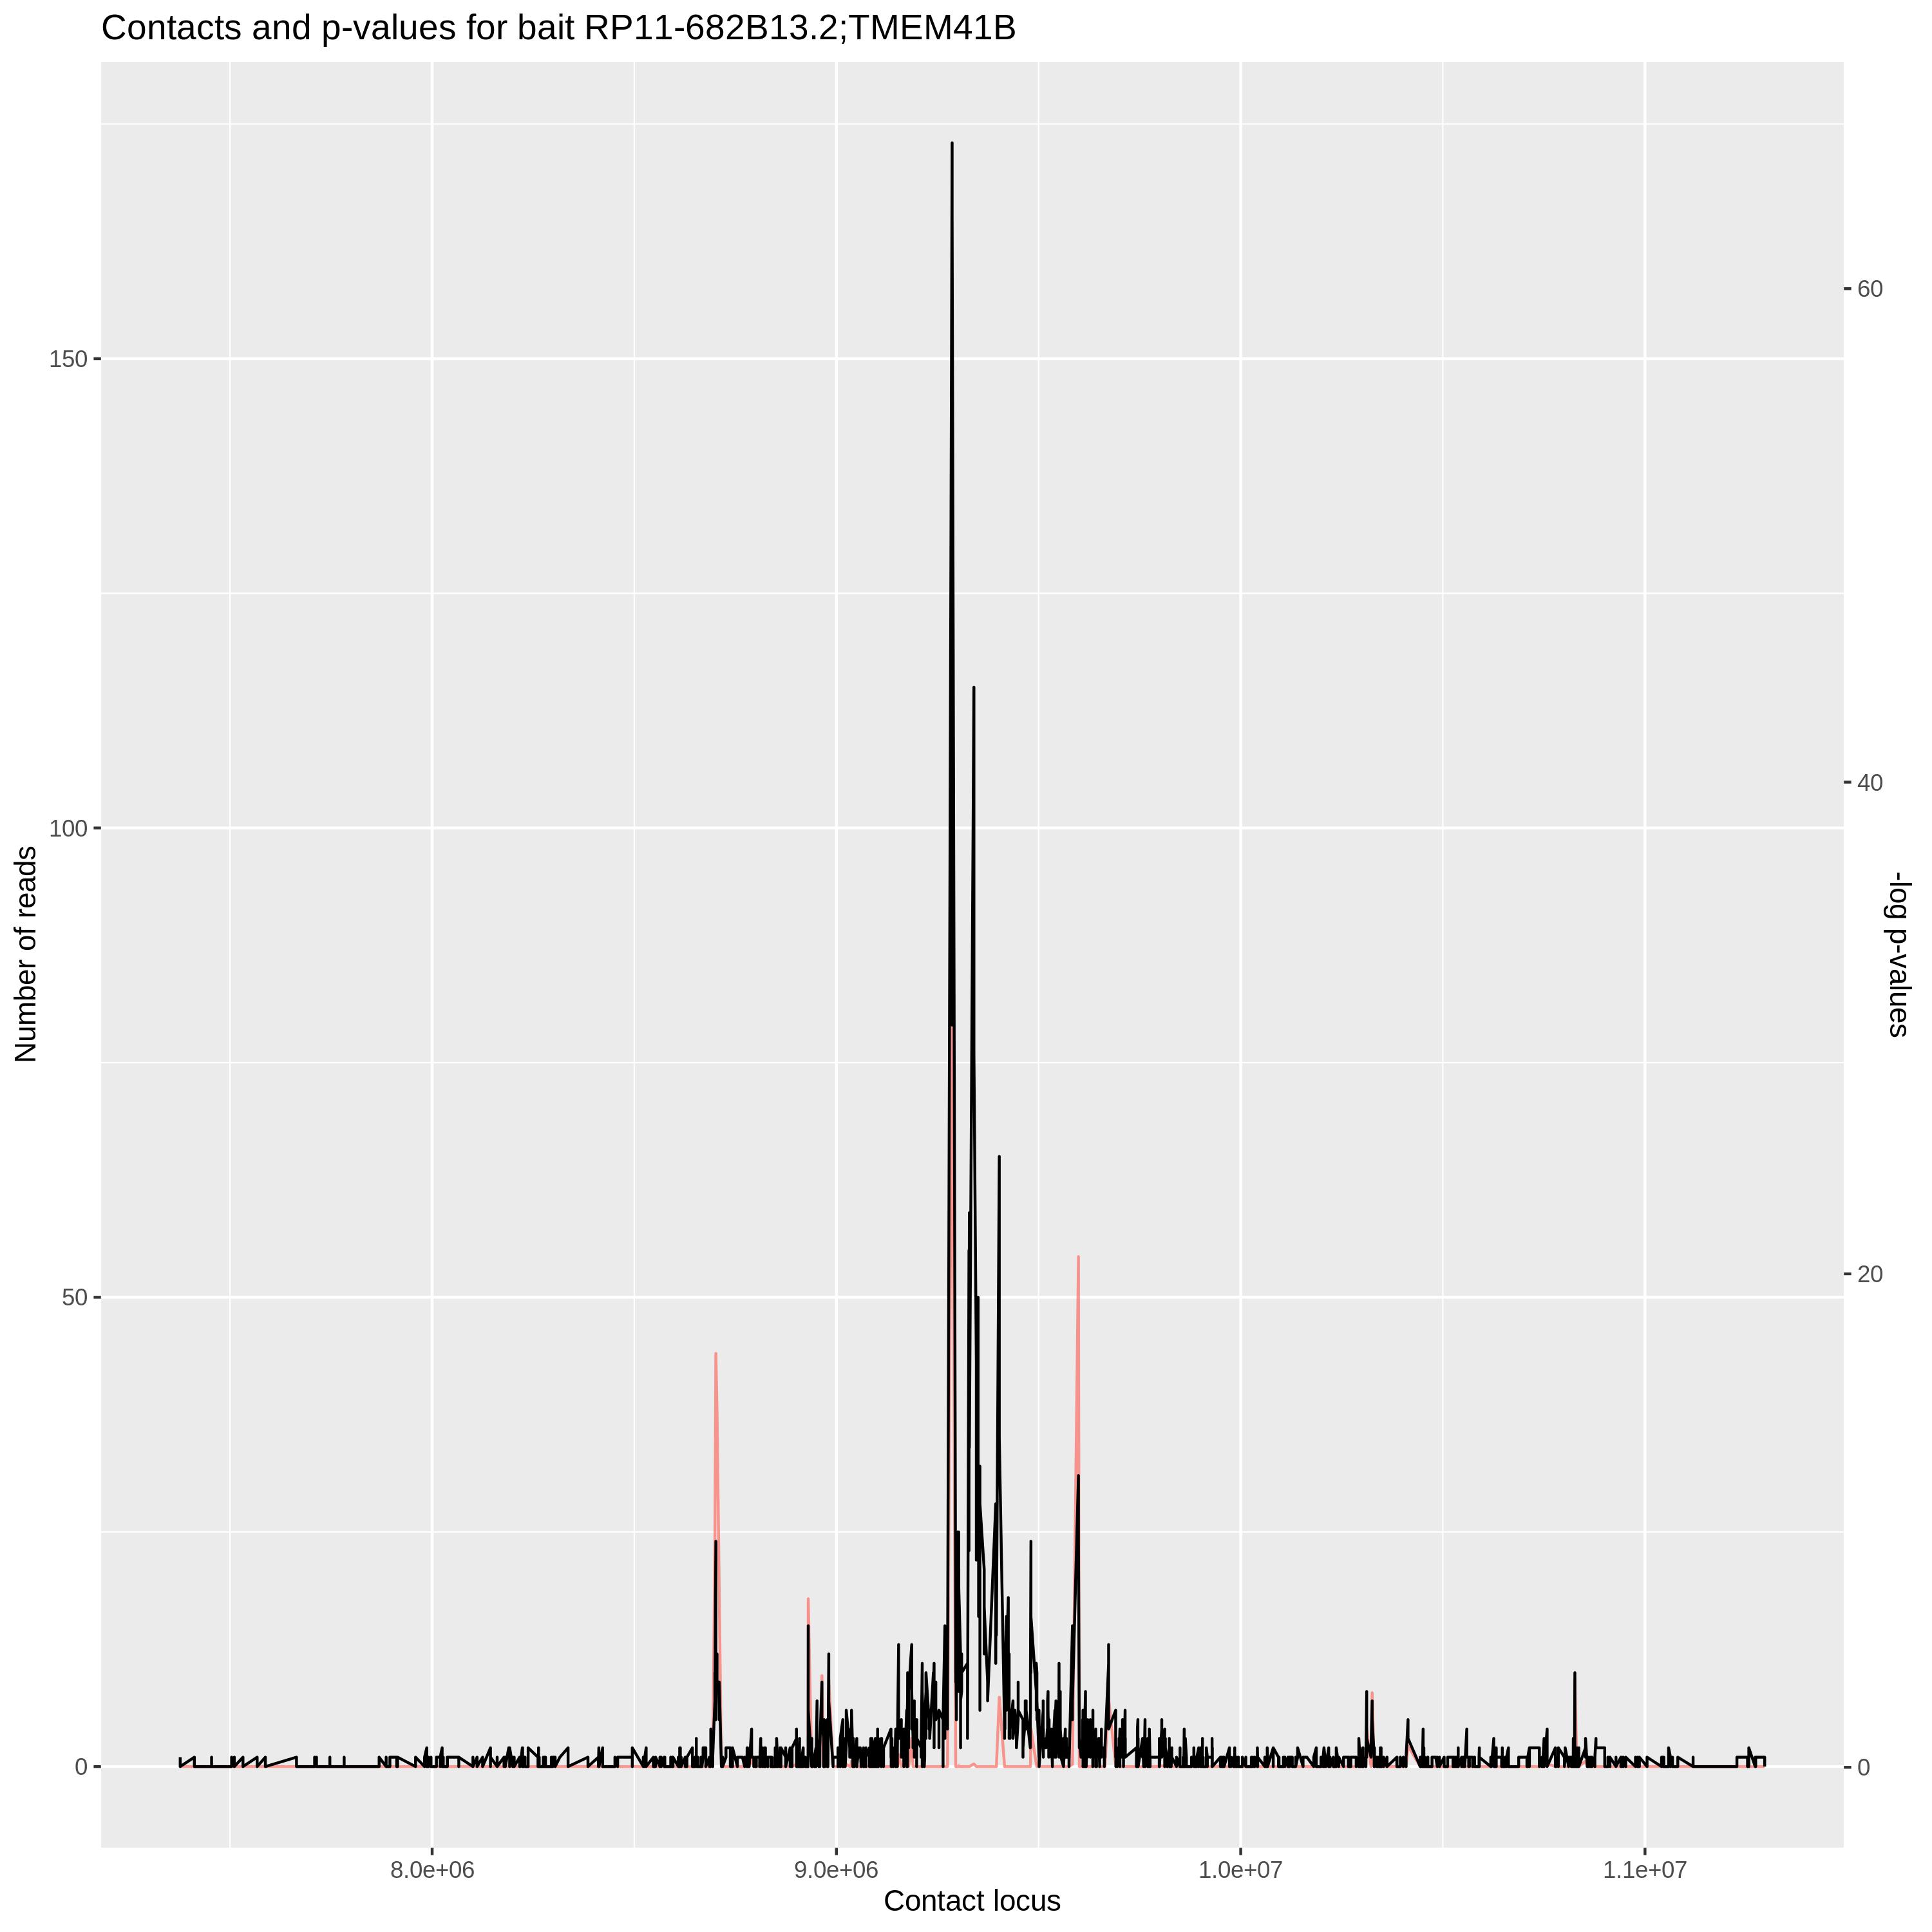 Contacts and p-values for bait RP11-682B13.2;TMEM41B
Number of reads
150
100
50
0
60
40
20
0
-log p-values
8.0e+06
9.0e+06
1.0e+07
1.1e+07
Contact locus